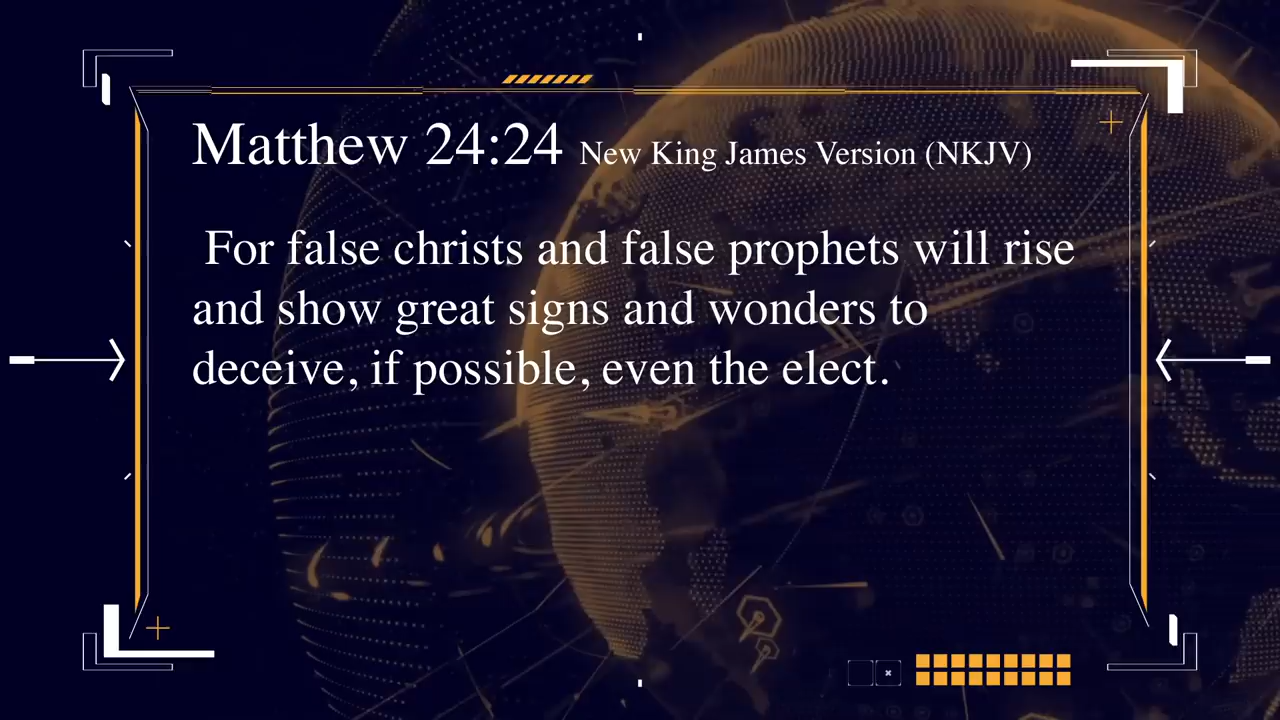 Matthew 24:24 New King James Version (NKJV)
For false christs and false prophets will rise
and show great signs and wonders to
deceive, if possible, even the elect.